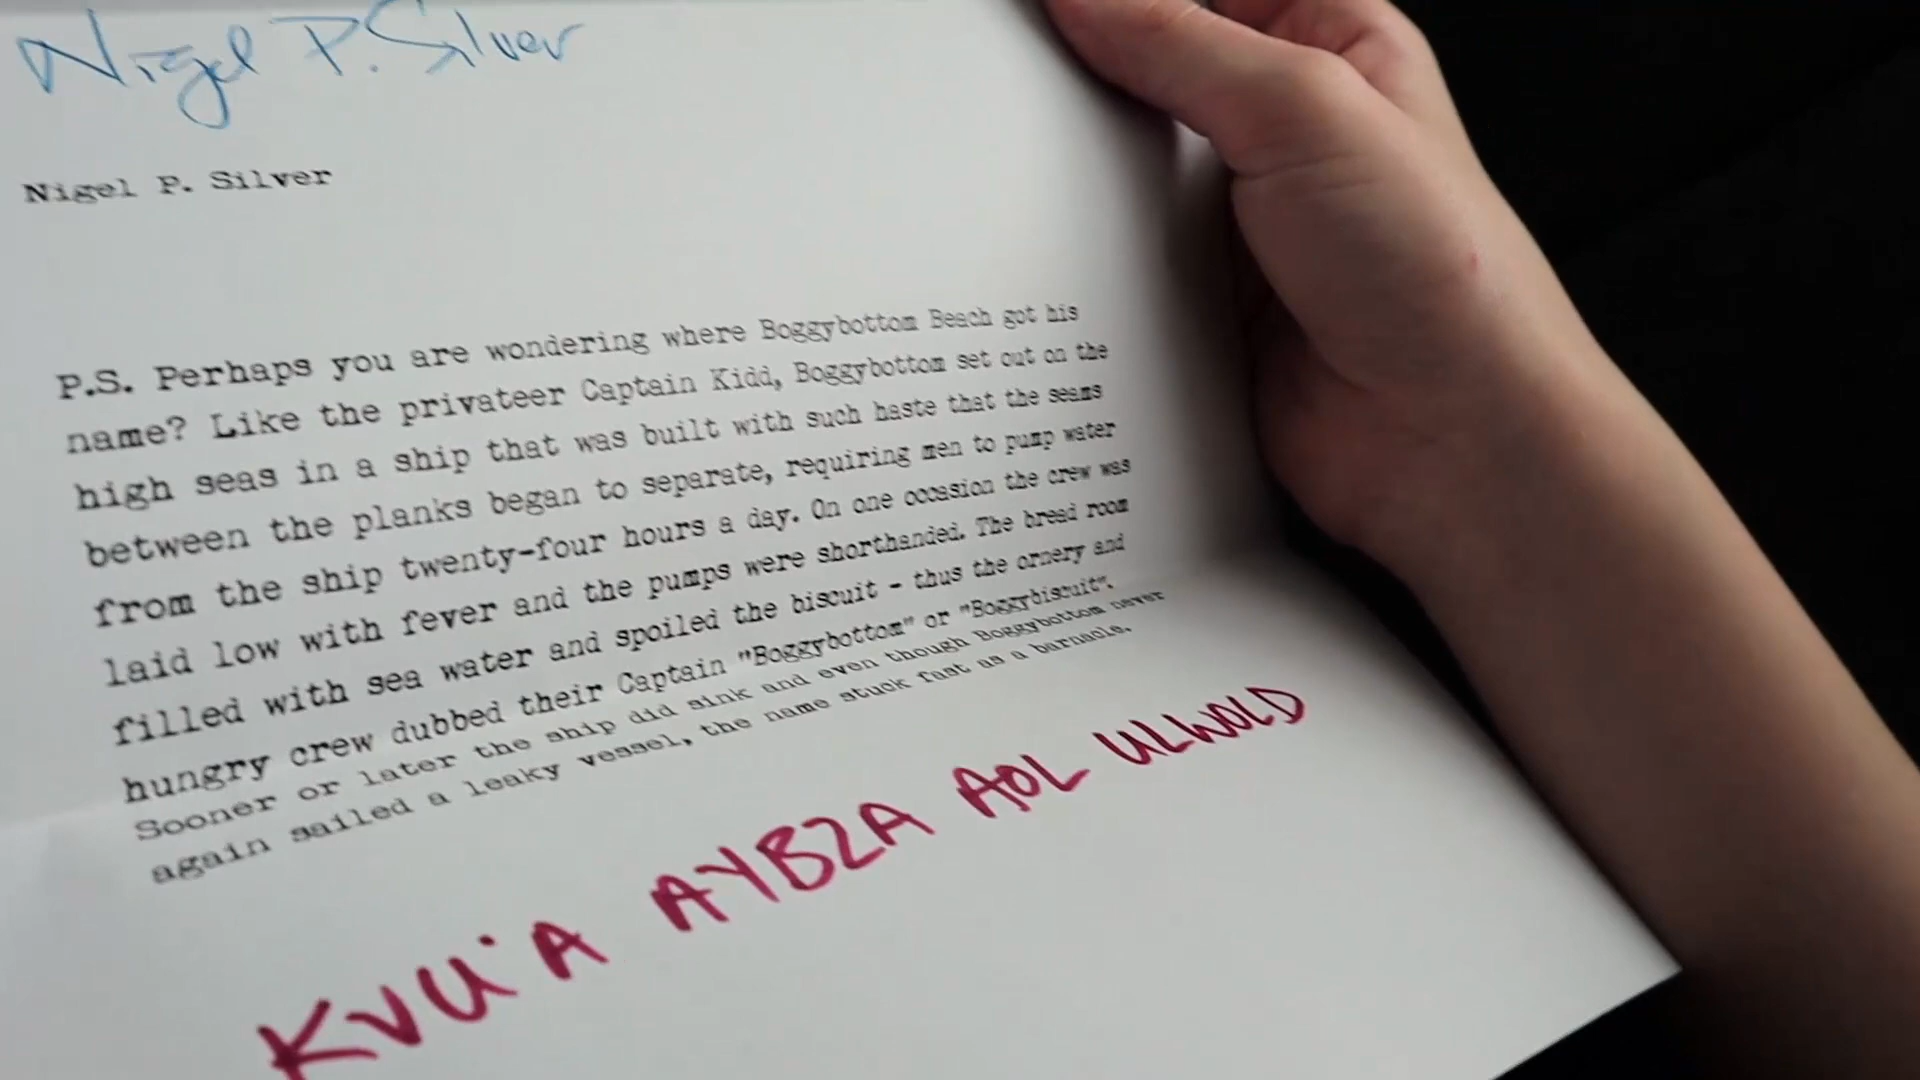 Nigel P. Silver
Nigel P. Silver
P.S. Perhaps you are wondering where Boggybottom Beach got his
name? Like the privateer Captain Kidd, Boggybottom set out on the
high seas in a ship that was built with such haste that the seams
between the planks began to separate, requiring men to pump water
from the ship twenty-four hours a day. On one occasion the crew was
laid low with fever and the pumps were shorthanded. The bread room
filled with sea water and spoiled the biscuit - thus the ornery and
hungry crew dubbed their Captain "Boggybottom" or "Boggybiscuit".
Sooner or later the ship did sink and even though Boggybottom never
again sailed a leaky vessel, the name stuck fast as a barnacle.
KVU'A AYBZA AOL ULWOLD